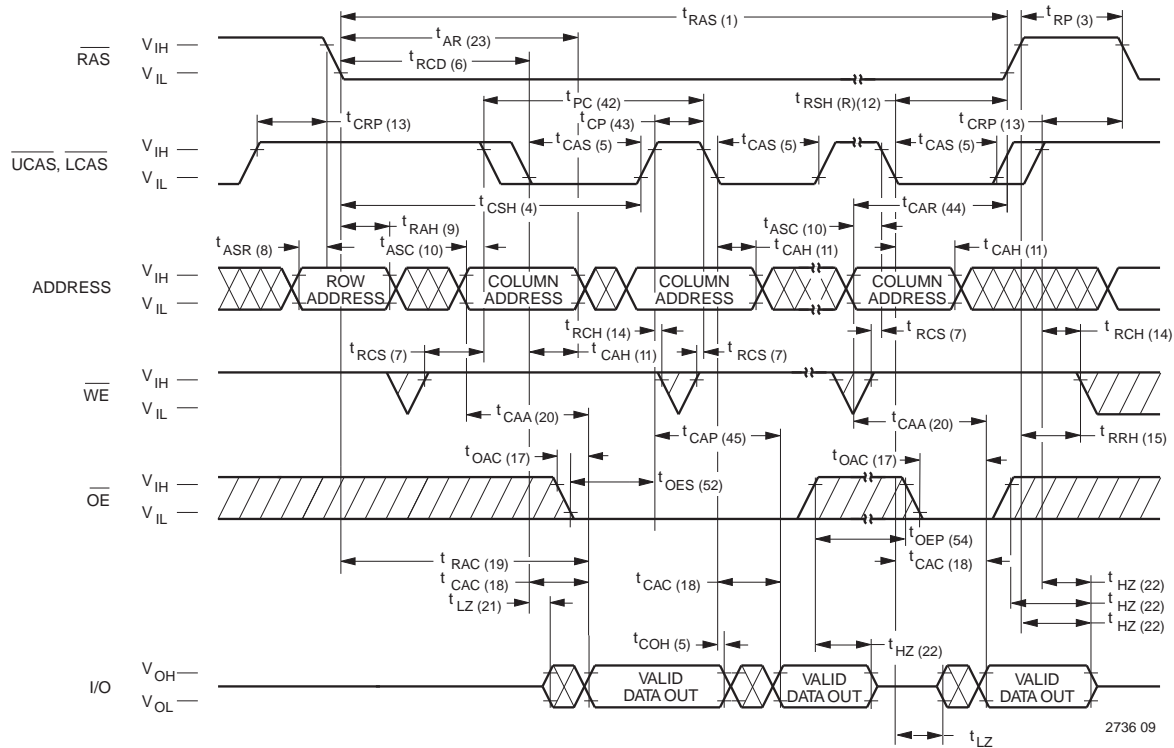 t RAS (1)
t RP (3)
t AR (23)
RAS
V IH
V IL
t RCD (6)
t PC (42)
t RSH (R)(12)
t CRP (13)
t CP (43)
t CRP (13)
UCAS, LCAS
V IH
V IL
t CAS (5)
t CAS (5)
t CAS (5)
t CSH (4)
t CAR (44)
t RAH (9)
t ASC (10)
t ASR (8)
t ASC (10)
t CAH (11)
t CAH (11)
ADDRESS
V IH
V IL
ROW ADDRESS
COLUMN ADDRESS
COLUMN ADDRESS
COLUMN ADDRESS
t RCH (14)
t RCS (7)
t RCH (14)
t RCS (7)
t CAH (11)
t RCS (7)
WE
V IH
V IL
t CAA (20)
t CAP (45)
t CAA (20)
t RRH (15)
t OAC (17)
t OES (52)
t OAC (17)
OE
V IH
V IL
t OEP (54)
t RAC (19)
t CAC (18)
t CAC (18)
t CAC (18)
t HZ (22)
t LZ (21)
t HZ (22)
t HZ (22)
t COH (5)
t HZ (22)
I/O
V OH
V OL
VALID DATA OUT
VALID DATA OUT
VALID DATA OUT
t LZ
2736 09